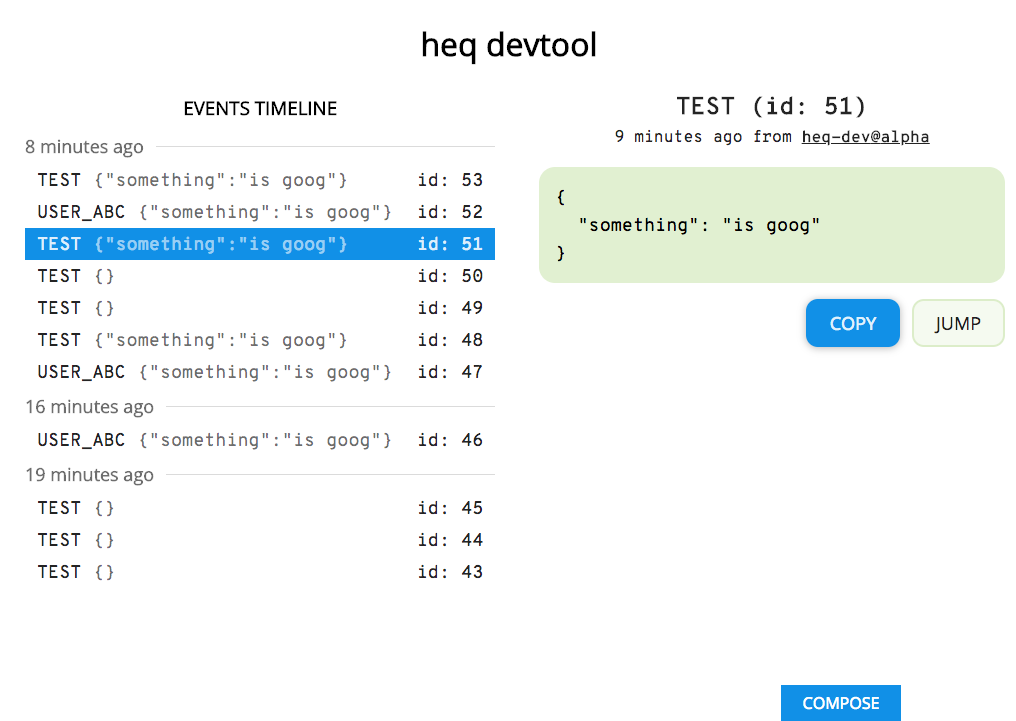 heq devtool
EVENTS TIMELINE
8 minutes ago
TEST {"something":"is goog"} id: 53
USER_ABC {"something":"is goog"} id: 52
TEST {"something":"is goog"} id: 51
TEST {} id: 50
TEST {} id: 49
TEST {"something":"is goog"} id: 48
USER_ABC {"something":"is goog"} id: 47
16 minutes ago
USER_ABC {"something":"is goog"} id: 46
19 minutes ago
TEST {} id: 45
TEST {} id: 44
TEST {} id: 43
TEST (id: 51)
9 minutes ago from heq-dev@alpha
{
"something": "is goog"
}
COPY JUMP
COMPOSE